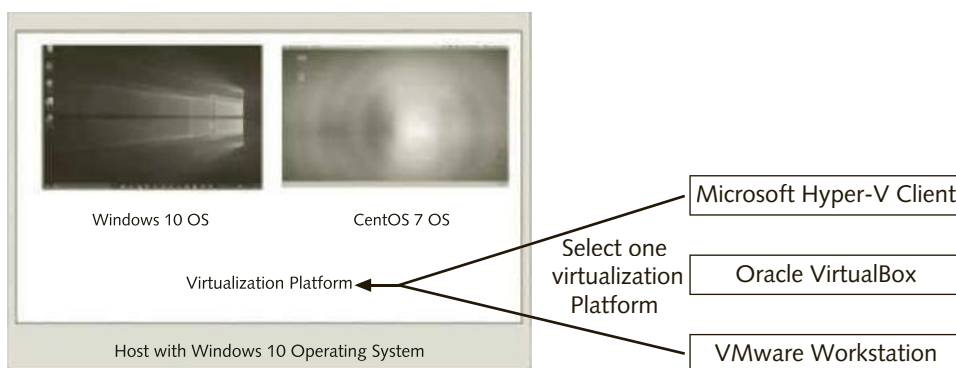 Windows 10 OS
CentOS 7 OS
Virtualization Platform
Host with Windows 10 Operating System
Select one
virtualization
Platform
Microsoft Hyper-V Client
Oracle VirtualBox
VMware Workstation